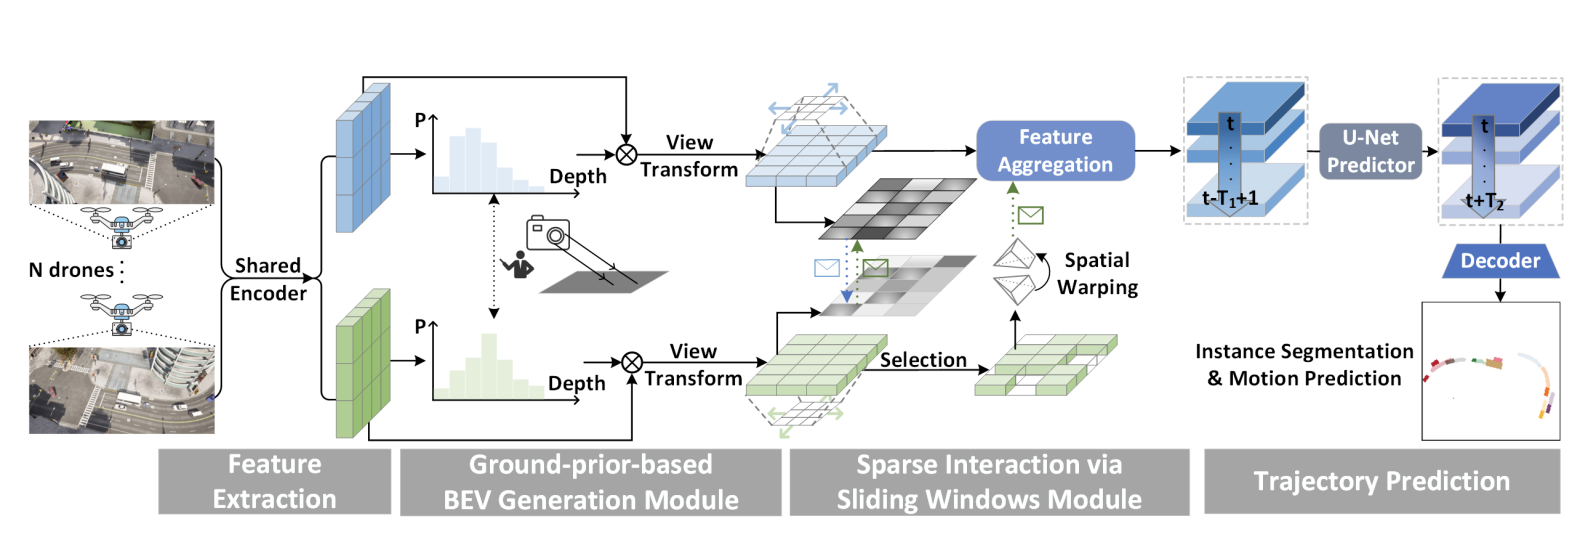 N drones
Shared
Encoder
P
Depth
View
Transform
P
Depth
View
Transform
Selection
Feature
Aggregation
Spatial
Warping
t
t-T1+1
U-Net
Predictor
t
t+T2
Decoder
Instance Segmentation
& Motion Prediction
Feature
Extraction
Ground-prior-based
BEV Generation Module
Sparse Interaction via
Sliding Windows Module
Trajectory Prediction